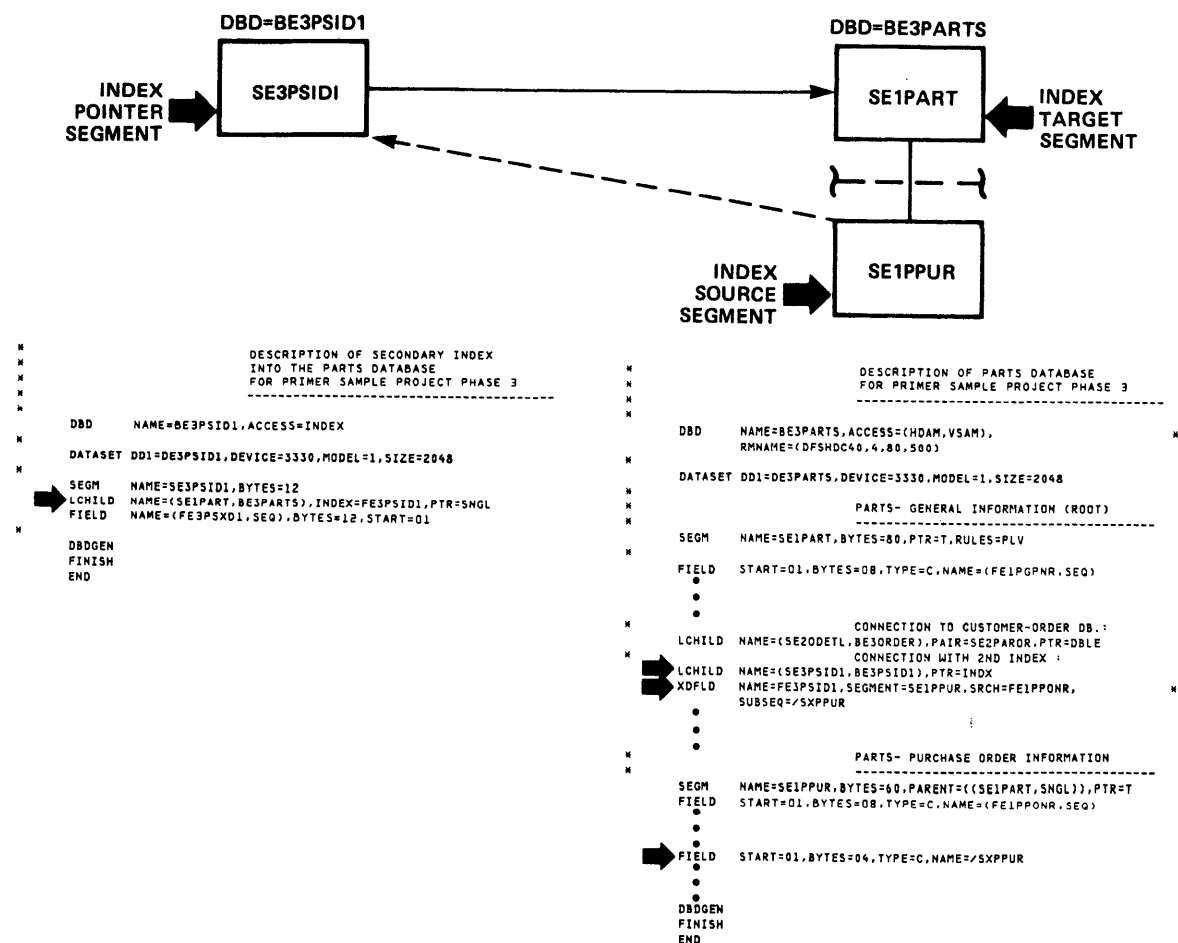 DBD=BE3PSID1
SE3PSIDI
INDEX
POINTER
SEGMENT
DBD=BE3PARTS
SE1PART
INDEX
TARGET
SEGMENT
SE1PPUR
INDEX
SOURCE
SEGMENT
*
* DESCRIPTION OF SECONDARY INDEX
* INTO THE PARTS DATABASE
* FOR PRIMER SAMPLE PROJECT PHASE 3
* --------------------------------------
DBD NAME=BE3PSID1,ACCESS=INDEX
*
DATASET DD1=DE3PSID1,DEVICE=3330,MODEL=1,SIZE=2048
*
SEGM NAME=SE3PSID1,BYTES=12
LCHILD NAME=(SE1PART,BE3PARTS),INDEX=FE3PSID1,PTR=SNGL
FIELD NAME=(FE3PSXD1,SEQ),BYTES=12,START=01
*
DBDGEN
FINISH
END
*
* DESCRIPTION OF PARTS DATABASE
* FOR PRIMER SAMPLE PROJECT PHASE 3
* --------------------------------------
DBD NAME=BE3PARTS,ACCESS=(HDAM,VSAM), *
RMNAME=(DFSHDC40,4,80,500)
*
DATASET DD1=DE3PARTS,DEVICE=3330,MODEL=1,SIZE=2048
*
* PARTS- GENERAL INFORMATION (ROOT)
* -------------------------------------
SEGM NAME=SE1PART,BYTES=80,PTR=T,RULES=PLV
*
FIELD START=01,BYTES=08,TYPE=C,NAME=(FE1PGPNR,SEQ)
* CONNECTION TO CUSTOMER-ORDER DB.:
LCHILD NAME=(SE2ODETL,BE3ORDER),PAIR=SE2PAROR,PTR=DBLE
* CONNECTION WITH 2ND INDEX :
LCHILD NAME=(SE3PSID1,BE3PSID1),PTR=INDX
XDFLD NAME=FE3PSID1,SEGMENT=SE1PPUR,SRCH=FE1PPONR, *
SUBSEQ=/SXPPUR
* PARTS- PURCHASE ORDER INFORMATION
* -------------------------------------
SEGM NAME=SE1PPUR,BYTES=60,PARENT=((SE1PART,SNGL)),PTR=T
FIELD START=01,BYTES=08,TYPE=C,NAME=(FE1PPONR,SEQ)
FIELD START=01,BYTES=04,TYPE=C,NAME=/SXPPUR
DBDGEN
FINISH
END